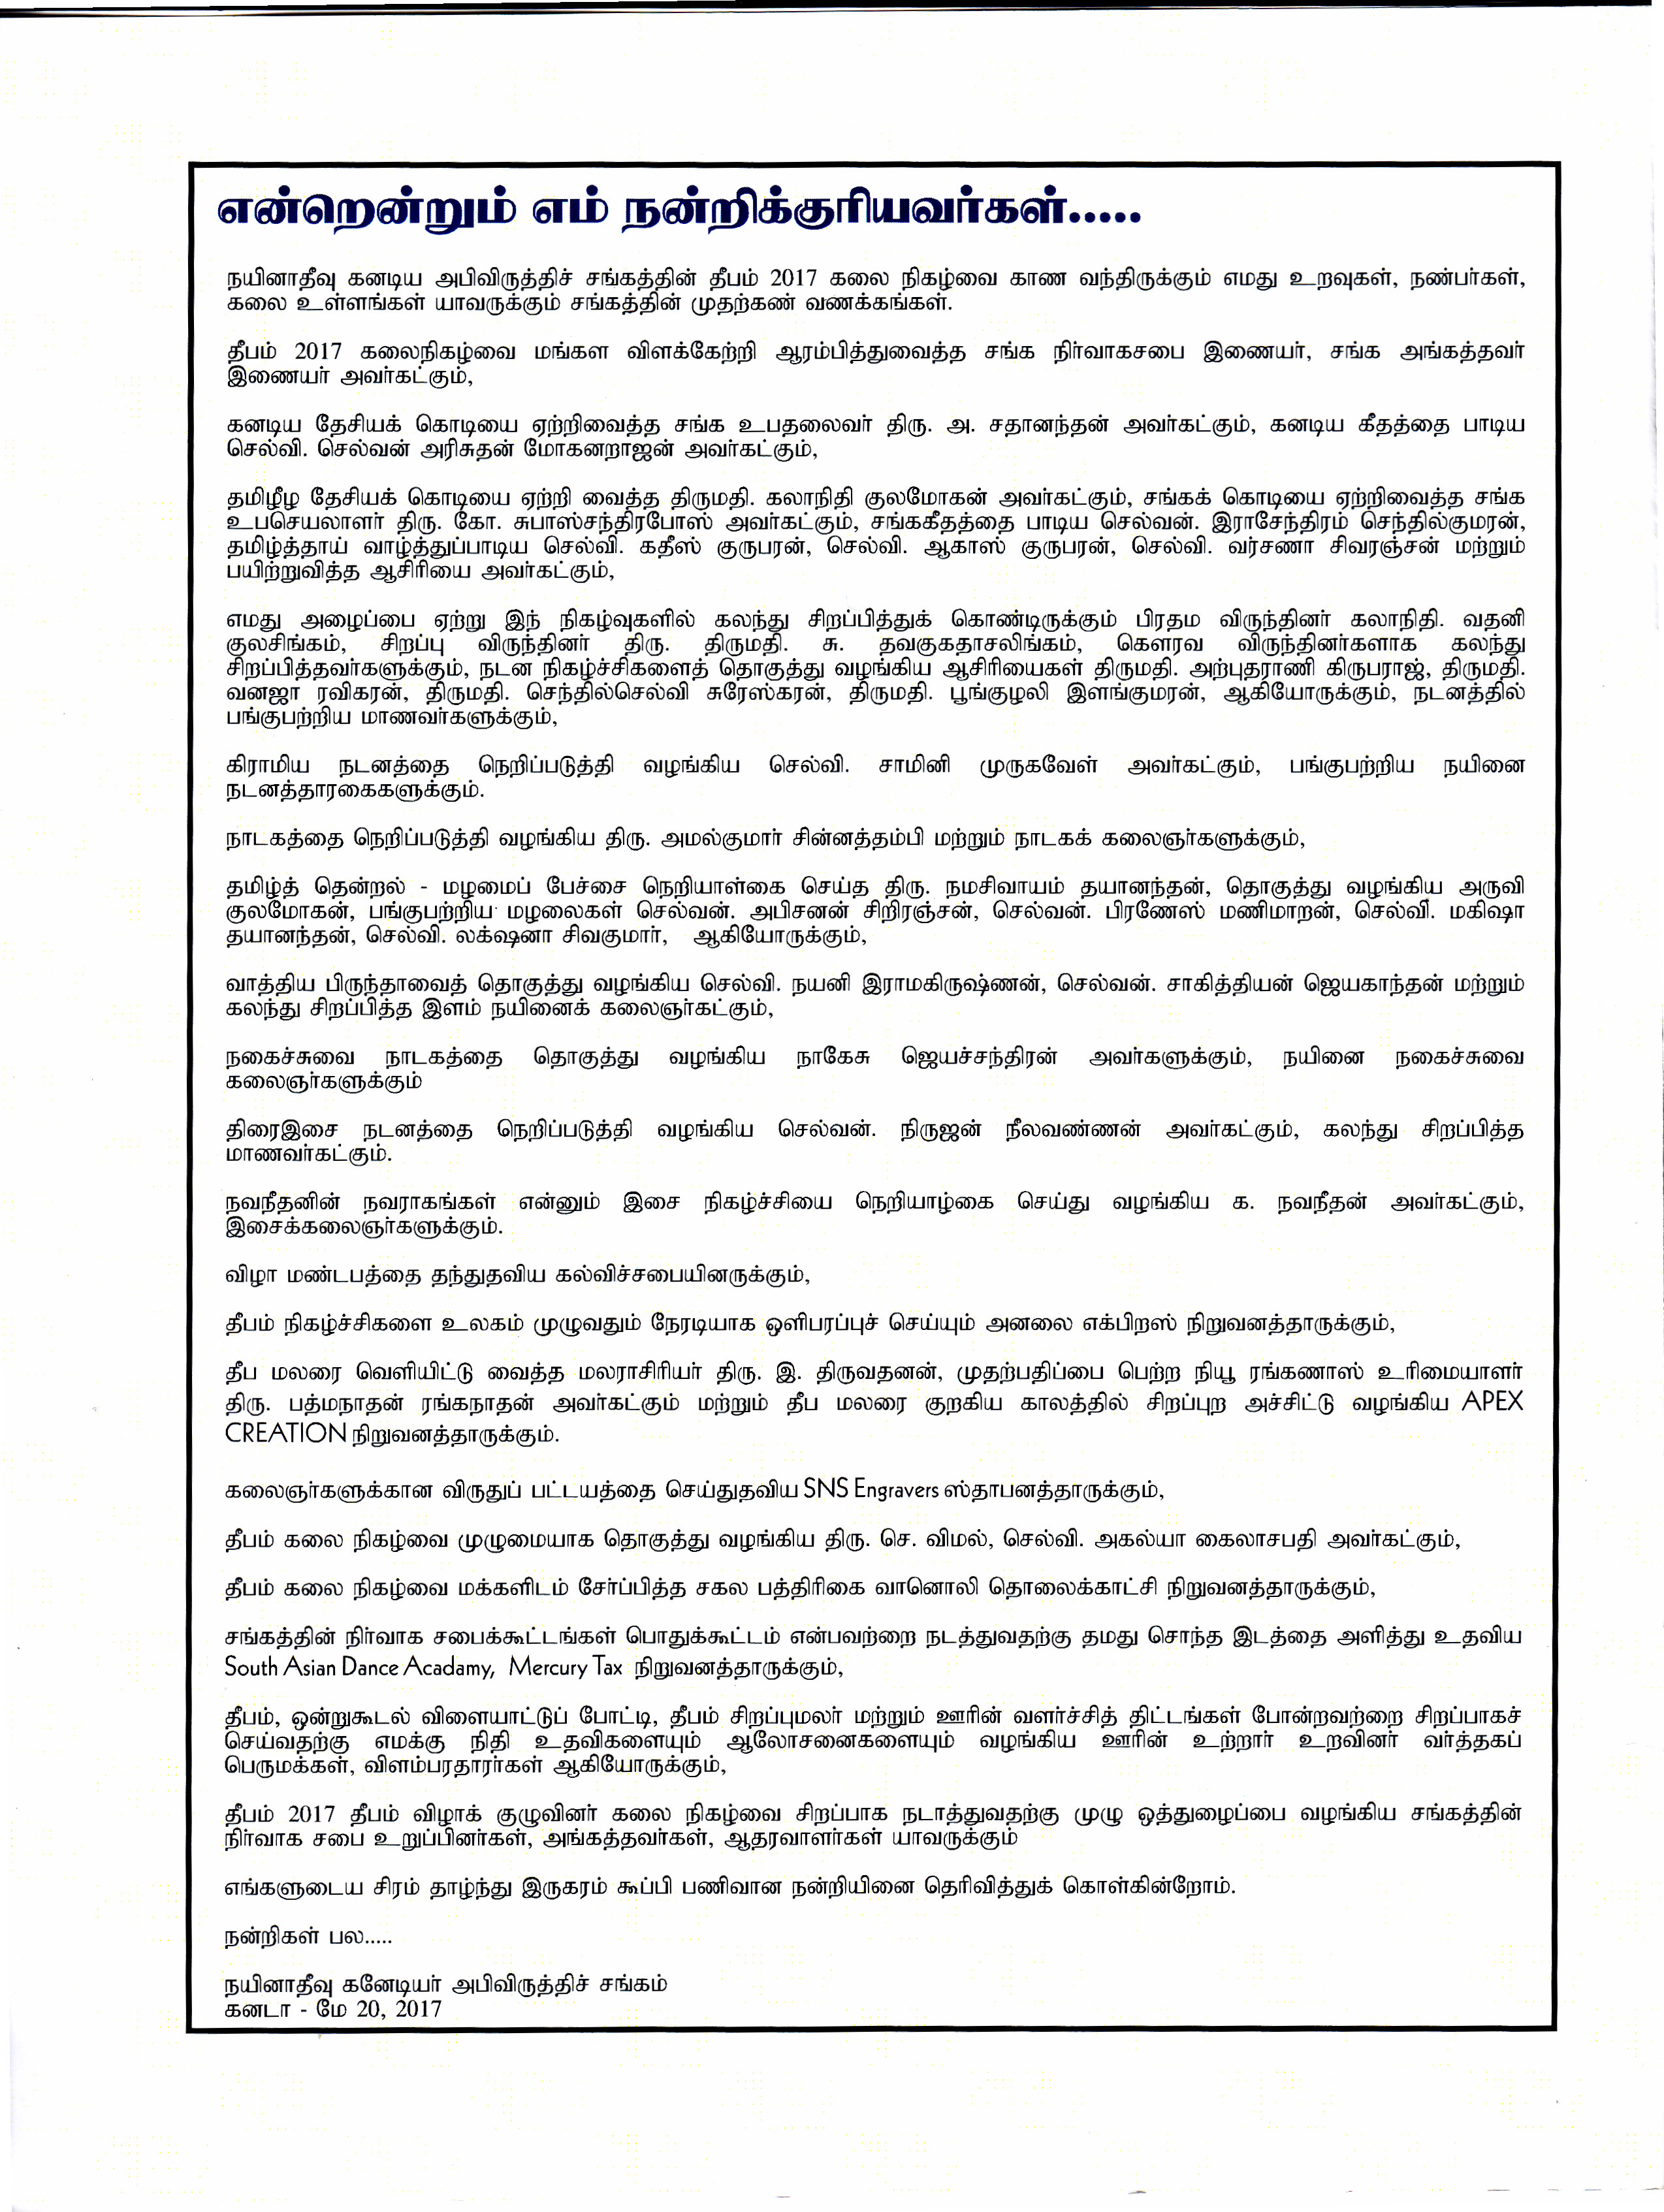 என்றென்றும் எம் நன்றிக்குரியவர்கள்.....
நயினாதீவு கனடிய அபிவிருத்திச் சங்கத்தின் தீபம் 2017 கலை நிகழ்வை காண வந்திருக்கும் எமது உறவுகள், நண்பர்கள்,
கலை உள்ளங்கள் யாவருக்கும் சங்கத்தின் முதற்கண் வணக்கங்கள்.
தீபம் 2017 கலைநிகழ்வை மங்கள விளக்கேற்றி ஆரம்பித்துவைத்த சங்க நிர்வாகசபை இணையர், சங்க அங்கத்தவர்
இணையர் அவர்கட்கும்,
கனடிய தேசியக் கொடியை ஏற்றிவைத்த சங்க உபதலைவர் திரு. அ. சதானந்தன் அவர்கட்கும், கனடிய கீதத்தை பாடிய
செல்வி. செல்வன் அரிசுதன் மோகனறாஜன் அவர்கட்கும்,
தமிழீழ தேசியக் கொடியை ஏற்றி வைத்த திருமதி. கலாநிதி குலமோகன் அவர்கட்கும், சங்கக் கொடியை ஏற்றிவைத்த சங்க
உபசெயலாளர் திரு. கோ. சுபாஸ்சந்திரபோஸ் அவர்கட்கும், சங்ககீதத்தை பாடிய செல்வன். இராசேந்திரம் செந்தில்குமரன்,
தமிழ்த்தாய் வாழ்த்துப்பாடிய செல்வி. கதீஸ் குருபரன், செல்வி. ஆகாஸ் குருபரன், செல்வி. வர்சணா சிவரஞ்சன் மற்றும்
பயிற்றுவித்த ஆசிரியை அவர்கட்கும்,
எமது அழைப்பை ஏற்று இந் நிகழ்வுகளில் கலந்து சிறப்பித்துக் கொண்டிருக்கும் பிரதம விருந்தினர் கலாநிதி. வதனி
குலசிங்கம், சிறப்பு விருந்தினர் திரு. திருமதி. சு. தவகுகதாசலிங்கம், கௌரவ விருந்தினர்களாக கலந்து
சிறப்பித்தவர்களுக்கும், நடன நிகழ்ச்சிகளைத் தொகுத்து வழங்கிய ஆசிரியைகள் திருமதி. அற்புதராணி கிருபராஜ், திருமதி.
வனஜா ரவிகரன், திருமதி. செந்தில்செல்வி சுரேஸ்கரன், திருமதி. பூங்குழலி இளங்குமரன், ஆகியோருக்கும், நடனத்தில்
பங்குபற்றிய மாணவர்களுக்கும்,
கிராமிய நடனத்தை நெறிப்படுத்தி வழங்கிய செல்வி. சாமினி முருகவேள் அவர்கட்கும், பங்குபற்றிய நயினை
நடனத்தாரகைகளுக்கும்.
நாடகத்தை நெறிப்படுத்தி வழங்கிய திரு. அமல்குமார் சின்னத்தம்பி மற்றும் நாடகக் கலைஞர்களுக்கும்,
தமிழ்த் தென்றல் - மழமைப் பேச்சை நெறியாள்கை செய்த திரு. நமசிவாயம் தயானந்தன், தொகுத்து வழங்கிய அருவி
குலமோகன், பங்குபற்றிய மழலைகள் செல்வன். அபிசனன் சிறிரஞ்சன், செல்வன். பிரணேஸ் மணிமாறன், செல்வி. மகிஷா
தயானந்தன், செல்வி. லக்ஷனா சிவகுமார், ஆகியோருக்கும்,
வாத்திய பிருந்தாவைத் தொகுத்து வழங்கிய செல்வி. நயனி இராமகிருஷ்ணன், செல்வன். சாகித்தியன் ஜெயகாந்தன் மற்றும்
கலந்து சிறப்பித்த இளம் நயினைக் கலைஞர்கட்கும்,
நகைச்சுவை நாடகத்தை தொகுத்து வழங்கிய நாகேசு ஜெயச்சந்திரன் அவர்களுக்கும், நயினை நகைச்சுவை
கலைஞர்களுக்கும்
திரைஇசை நடனத்தை நெறிப்படுத்தி வழங்கிய செல்வன். நிருஜன் நீலவண்ணன் அவர்கட்கும், கலந்து சிறப்பித்த
மாணவர்கட்கும்.
நவநீதனின் நவராகங்கள் என்னும் இசை நிகழ்ச்சியை நெறியாழ்கை செய்து வழங்கிய க. நவநீதன் அவர்கட்கும்,
இசைக்கலைஞர்களுக்கும்.
விழா மண்டபத்தை தந்துதவிய கல்விச்சபையினருக்கும்,
தீபம் நிகழ்ச்சிகளை உலகம் முழுவதும் நேரடியாக ஒளிபரப்புச் செய்யும் அனலை எக்பிறஸ் நிறுவனத்தாருக்கும்,
தீப மலரை வெளியிட்டு வைத்த மலராசிரியர் திரு. இ. திருவதனன், முதற்பதிப்பை பெற்ற நியூ ரங்கணாஸ் உரிமையாளர்
திரு. பத்மநாதன் ரங்கநாதன் அவர்கட்கும் மற்றும் தீப மலரை குறகிய காலத்தில் சிறப்புற அச்சிட்டு வழங்கிய APEX
CREATION நிறுவனத்தாருக்கும்.
கலைஞர்களுக்கான விருதுப் பட்டயத்தை செய்துதவிய SNS Engravers ஸ்தாபனத்தாருக்கும்,
தீபம் கலை நிகழ்வை முழுமையாக தொகுத்து வழங்கிய திரு. செ. விமல், செல்வி. அகல்யா கைலாசபதி அவர்கட்கும்,
தீபம் கலை நிகழ்வை மக்களிடம் சேர்ப்பித்த சகல பத்திரிகை வானொலி தொலைக்காட்சி நிறுவனத்தாருக்கும்,
சங்கத்தின் நிர்வாக சபைக்கூட்டங்கள் பொதுக்கூட்டம் என்பவற்றை நடத்துவதற்கு தமது சொந்த இடத்தை அளித்து உதவிய
South Asian Dance Acadamy, Mercury Tax நிறுவனத்தாருக்கும்,
தீபம், ஒன்றுகூடல் விளையாட்டுப் போட்டி, தீபம் சிறப்புமலர் மற்றும் ஊரின் வளர்ச்சித் திட்டங்கள் போன்றவற்றை சிறப்பாகச்
செய்வதற்கு எமக்கு நிதி உதவிகளையும் ஆலோசனைகளையும் வழங்கிய ஊரின் உற்றார் உறவினர் வர்த்தகப்
பெருமக்கள், விளம்பரதாரர்கள் ஆகியோருக்கும்,
தீபம் 2017 தீபம் விழாக் குழுவினர் கலை நிகழ்வை சிறப்பாக நடாத்துவதற்கு முழு ஒத்துழைப்பை வழங்கிய சங்கத்தின்
நிர்வாக சபை உறுப்பினர்கள், அங்கத்தவர்கள், ஆதரவாளர்கள் யாவருக்கும்
எங்களுடைய சிரம் தாழ்ந்து இருகரம் கூப்பி பணிவான நன்றியினை தெரிவித்துக் கொள்கின்றோம்.
நன்றிகள் பல.....
நயினாதீவு கனேடியர் அபிவிருத்திச் சங்கம்
கனடா - மே 20, 2017